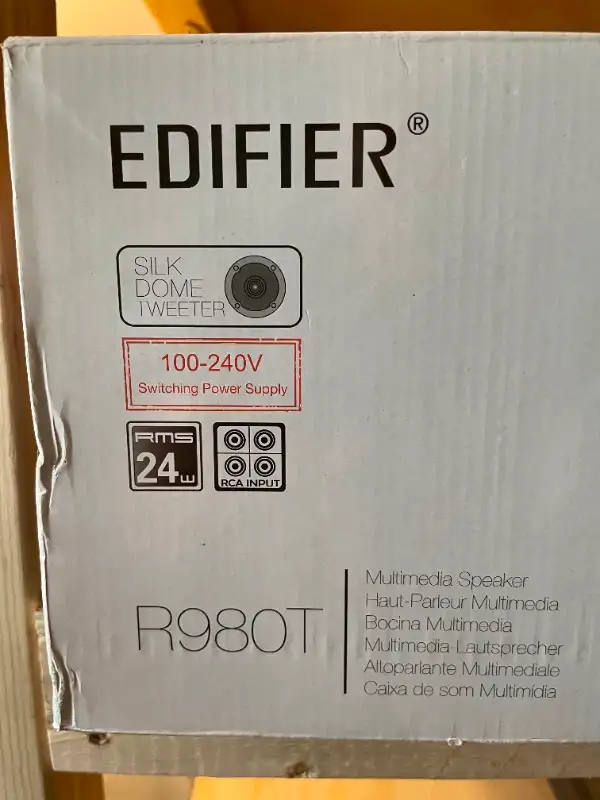 EDIFIER®
SILK
DOME
TWEETER
100-240V
Switching Power Supply
RMS
24W
RCA INPUT
R980T
Multimedia Speaker
Haut-Parleur Multimedia
Bocina Multimedia
Multimedia-Lautsprecher
Altoparlante Multimediale
Caixa de som Multimídia